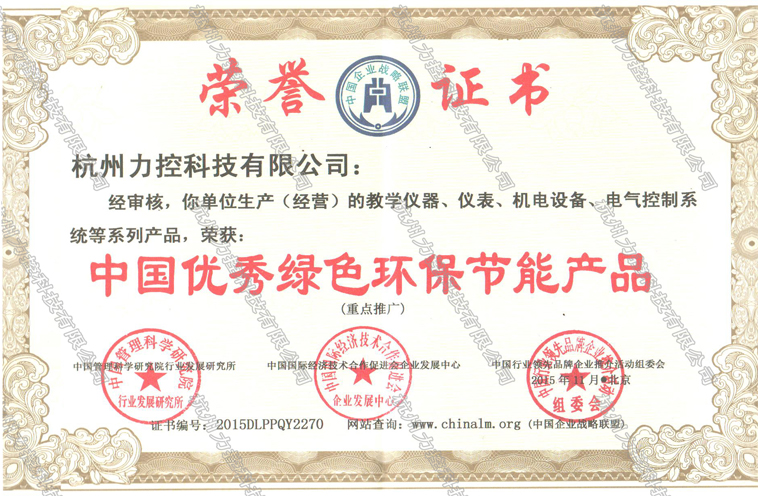 荣誉证书
中国企业战略联盟
杭州力控科技有限公司：
经审核，你单位生产（经营）的教学仪器、仪表、机电设备、电气控制系
统等系列产品，荣获：
中国优秀绿色环保节能产品
(重点推广)
中国管理科学研究院行业发展研究所 中国国际经济技术合作促进会企业发展中心 中国行业领先品牌企业推介活动组委会
2015年11月●北京
中国管理科学研究院
行业发展研究所
中国国际经济技术合作促进会
企业发展中心
组委会
证书编号：2015DLPPQY2270 网站查询：www.chinalm.org (中国企业战略联盟)
杭州力控科技有限公司